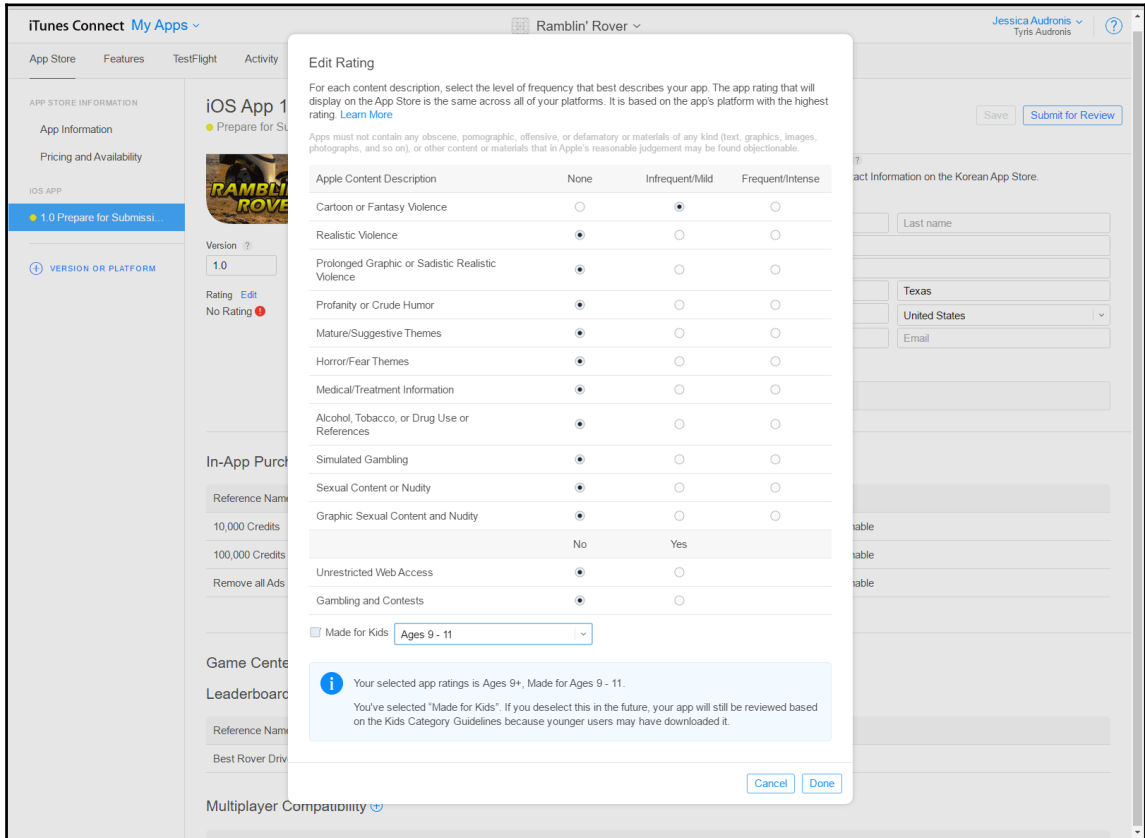 iTunes Connect My Apps
Ramblin' Rover
Jessica Audronis
Tyris Audronis
?
App Store Features TestFlight Activity
APP STORE INFORMATION
App Information
Pricing and Availability
iOS APP
1.0 Prepare for Submissi...
VERSION OR PLATFORM
iOS App 1
Prepare for Su
Save Submit for Review
RAMBLI
ROVE
Version ?
1.0
Rating Edit
No Rating !
?
act Information on the Korean App Store.
Last name
Texas
United States
Email
In-App Purch
Reference Name
10,000 Credits
nable
100,000 Credits
nable
Remove all Ads
nable
Game Cente
Leaderboard
Reference Name
Best Rover Driv
Multiplayer Compatibility
Edit Rating
For each content description, select the level of frequency that best describes your app. The app rating that will
display on the App Store is the same across all of your platforms. It is based on the app's platform with the highest
rating. Learn More
Apps must not contain any obscene, pornographic, offensive, or defamatory or materials of any kind (text, graphics, images,
photographs, and so on), or other content or materials that in Apple's reasonable judgement may be found objectionable.
Apple Content Description None Infrequent/Mild Frequent/Intense
Cartoon or Fantasy Violence
Realistic Violence
Prolonged Graphic or Sadistic Realistic
Violence
Profanity or Crude Humor
Mature/Suggestive Themes
Horror/Fear Themes
Medical/Treatment Information
Alcohol, Tobacco, or Drug Use or
References
Simulated Gambling
Sexual Content or Nudity
Graphic Sexual Content and Nudity
No Yes
Unrestricted Web Access
Gambling and Contests
Made for Kids Ages 9 - 11
Your selected app ratings is Ages 9+, Made for Ages 9 - 11.
You've selected "Made for Kids". If you deselect this in the future, your app will still be reviewed based
on the Kids Category Guidelines because younger users may have downloaded it.
Cancel Done